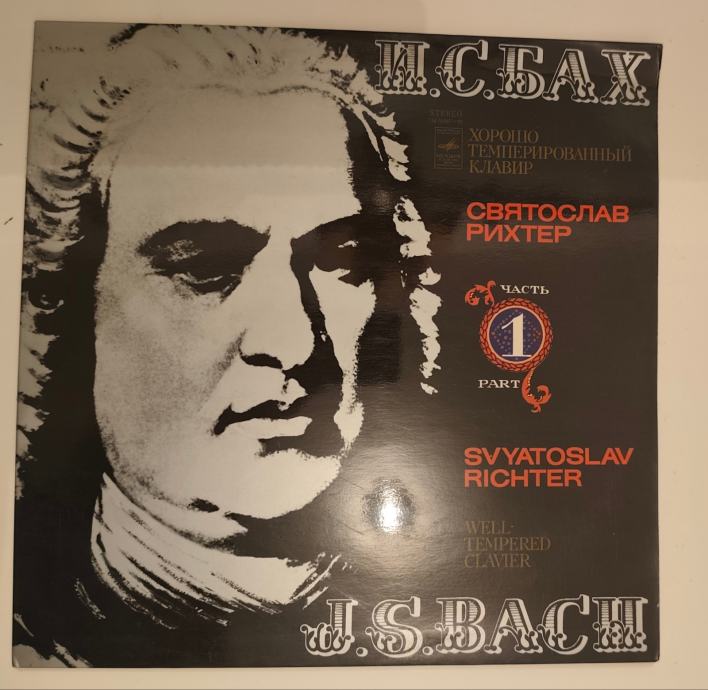 И.С.БАХ
STEREO
ХОРОШО
ТЕМПЕРИРОВАННЫЙ
КЛАВИР
СВЯТОСЛАВ
РИХТЕР
ЧАСТЬ
1
PART
SVYATOSLAV
RICHTER
WELL-
TEMPERED
CLAVIER
J.S.BACH